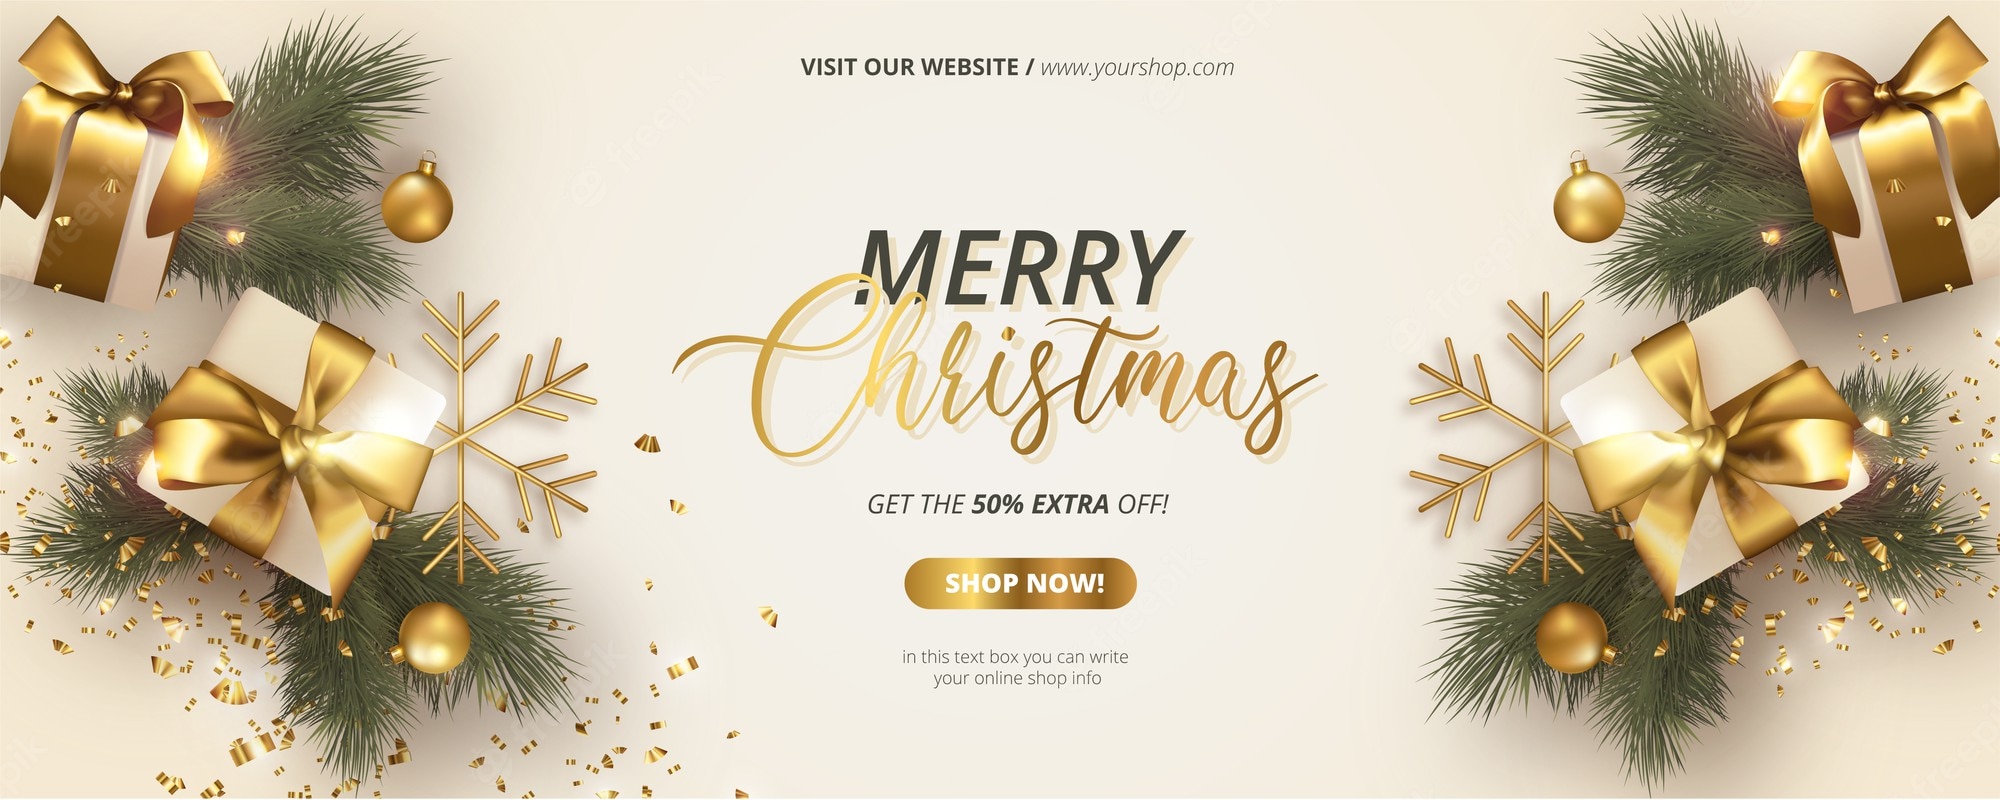 VISIT OUR WEBSITE / www.yourshop.com
MERRY
Christmas
GET THE 50% EXTRA OFF!
SHOP NOW!
in this text box you can write
your online shop info